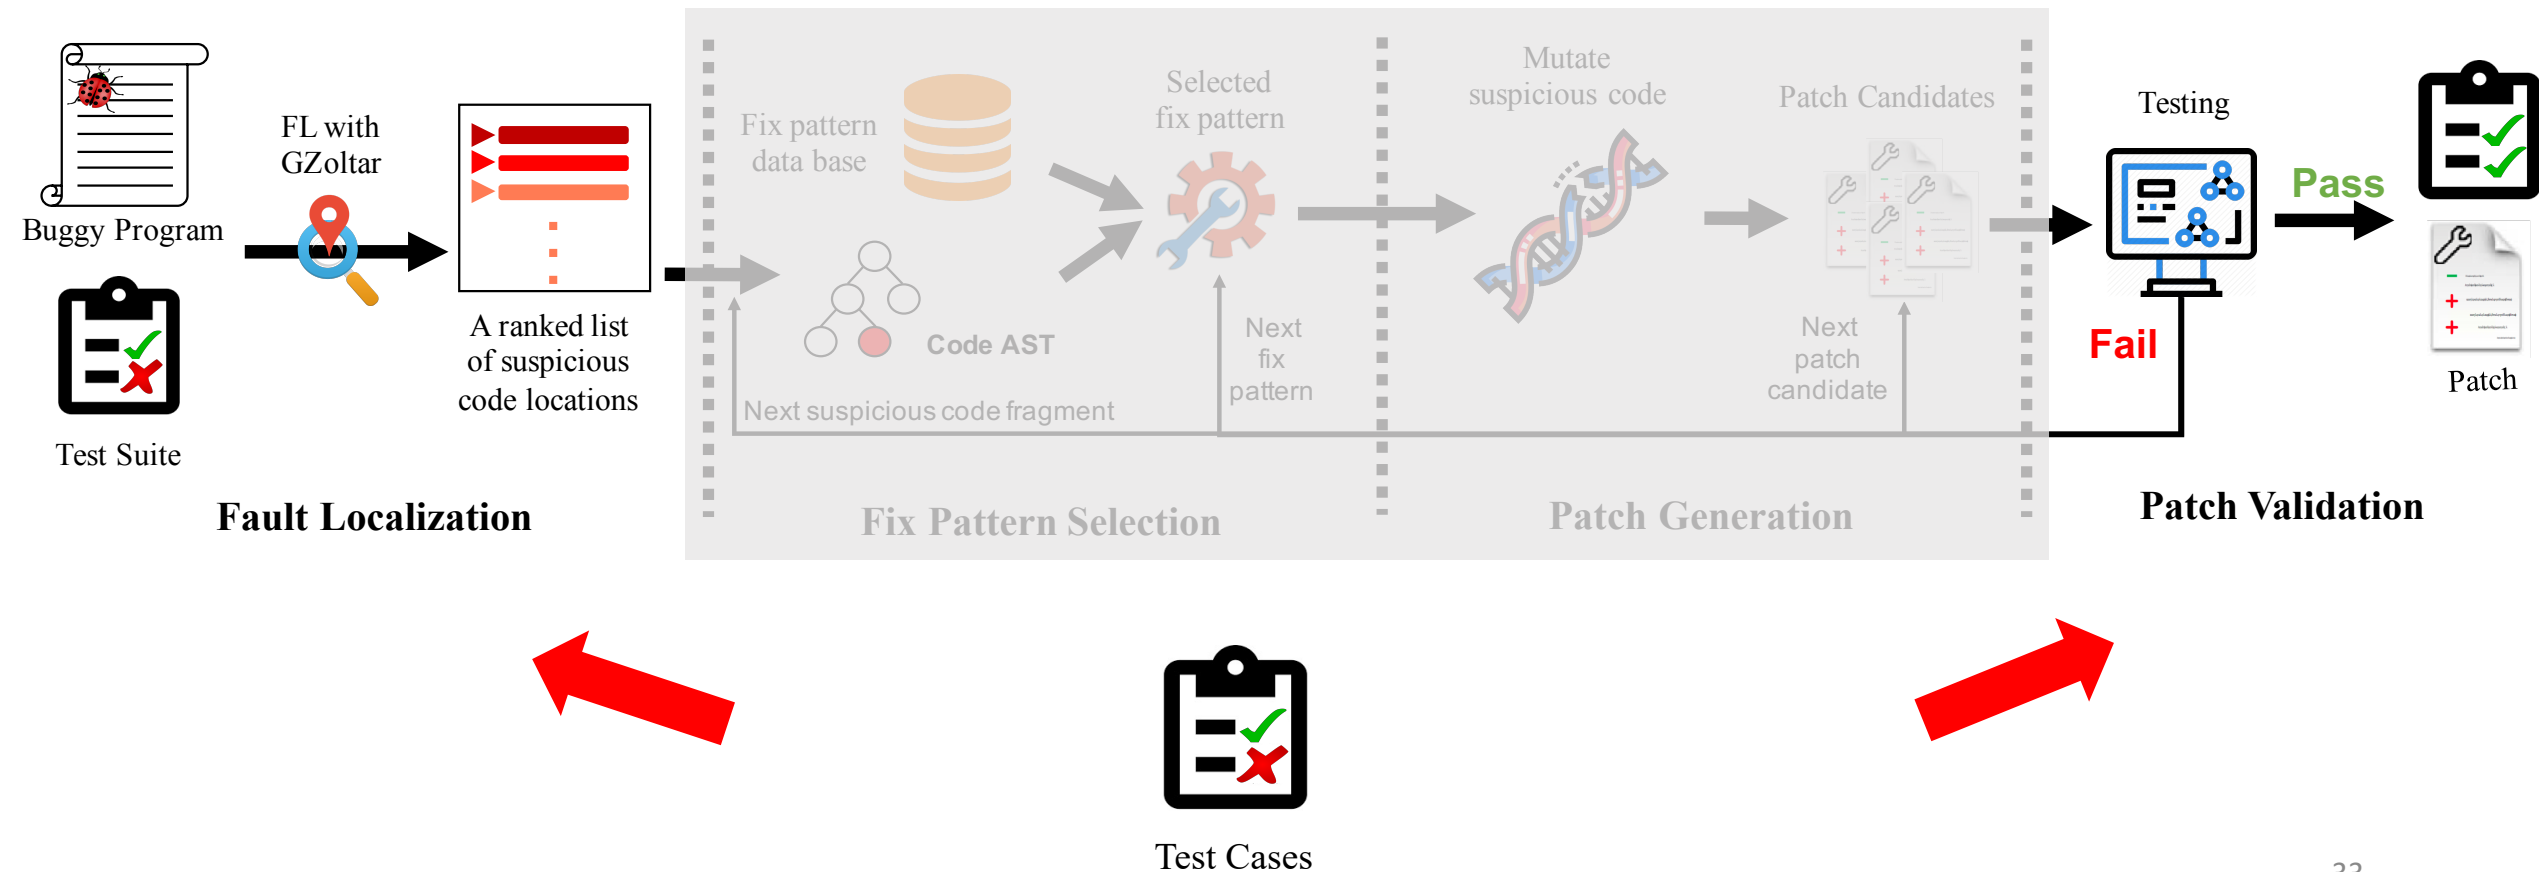 Buggy Program
Test Suite
FL with
GZoltar
A ranked list
of suspicious
code locations
Fault Localization
Fix pattern
data base
Selected
fix pattern
Code AST
Next suspicious code fragment
Next
fix
pattern
Fix Pattern Selection
Mutate
suspicious code
Patch Candidates
Next
patch
candidate
Patch Generation
Testing
Pass
Fail
Patch
Patch Validation
Test Cases
33